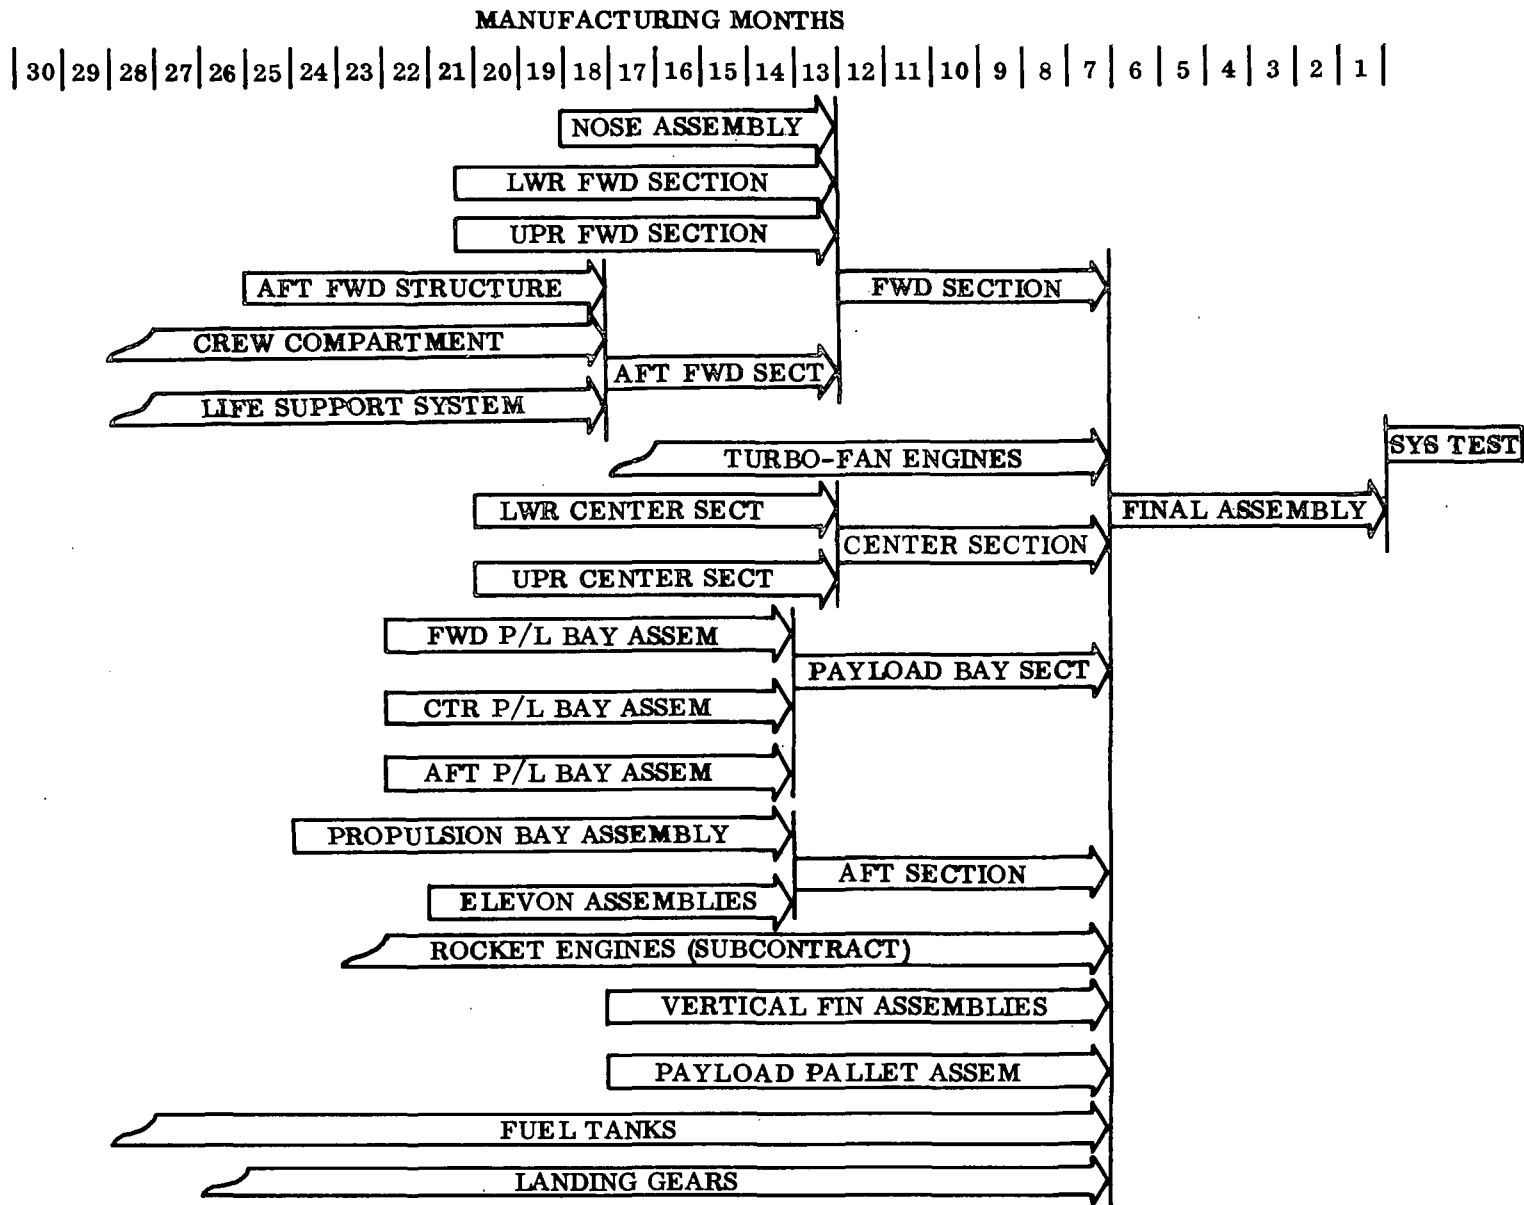 MANUFACTURING MONTHS
30 29 28 27 26 25 24 23 22 21 20 19 18 17 16 15 14 13 12 11 10 9 8 7 6 5 4 3 2 1
NOSE ASSEMBLY
LWR FWD SECTION
UPR FWD SECTION
AFT FWD STRUCTURE
FWD SECTION
CREW COMPARTMENT
AFT FWD SECT
LIFE SUPPORT SYSTEM
SYS TEST
TURBO-FAN ENGINES
LWR CENTER SECT
FINAL ASSEMBLY
CENTER SECTION
UPR CENTER SECT
FWD P/L BAY ASSEM
PAYLOAD BAY SECT
CTR P/L BAY ASSEM
AFT P/L BAY ASSEM
PROPULSION BAY ASSEMBLY
AFT SECTION
ELEVON ASSEMBLIES
ROCKET ENGINES (SUBCONTRACT)
VERTICAL FIN ASSEMBLIES
PAYLOAD PALLET ASSEM
FUEL TANKS
LANDING GEARS